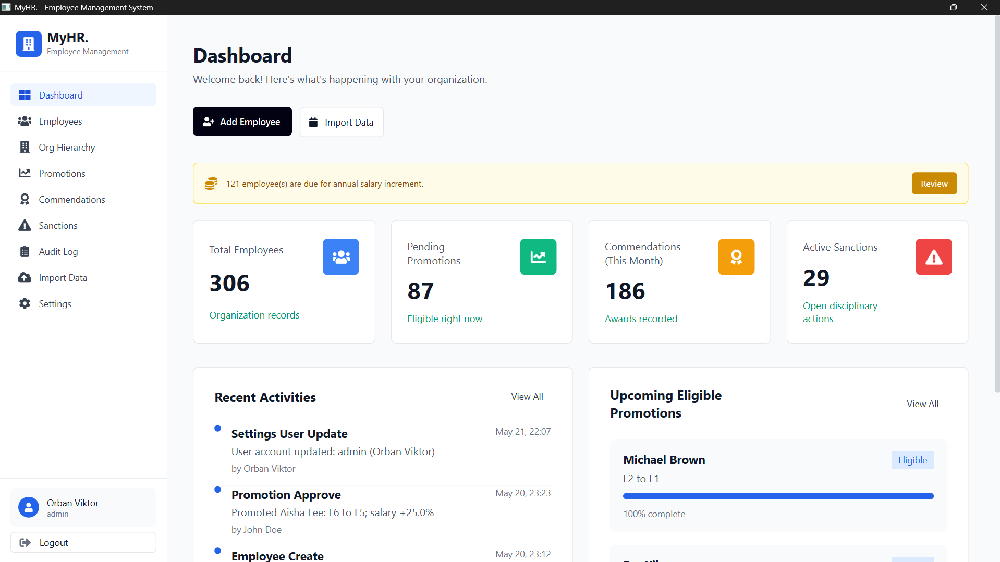 MyHR. - Employee Management System
MyHR.
Employee Management
Dashboard
Employees
Org Hierarchy
Promotions
Commendations
Sanctions
Audit Log
Import Data
Settings
Orban Viktor
admin
Logout
Dashboard
Welcome back! Here's what's happening with your organization.
Add Employee
Import Data
121 employee(s) are due for annual salary increment.
Review
Total Employees
306
Organization records
Pending
Promotions
87
Eligible right now
Commendations
(This Month)
186
Awards recorded
Active Sanctions
29
Open disciplinary
actions
Recent Activities
View All
Settings User Update
May 21, 22:07
User account updated: admin (Orban Viktor)
by Orban Viktor
Promotion Approve
May 20, 23:23
Promoted Aisha Lee: L6 to L5; salary +25.0%
by John Doe
Employee Create
May 20, 23:12
Upcoming Eligible
Promotions
View All
Michael Brown
Eligible
L2 to L1
100% complete